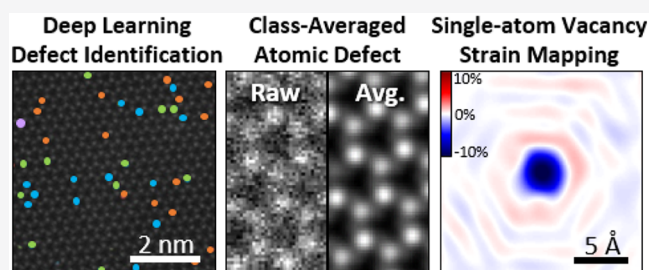 Deep Learning
Defect Identification
Class-Averaged
Atomic Defect
Single-atom Vacancy
Strain Mapping
Raw
Avg.
10%
0%
-10%
2 nm
5 Å